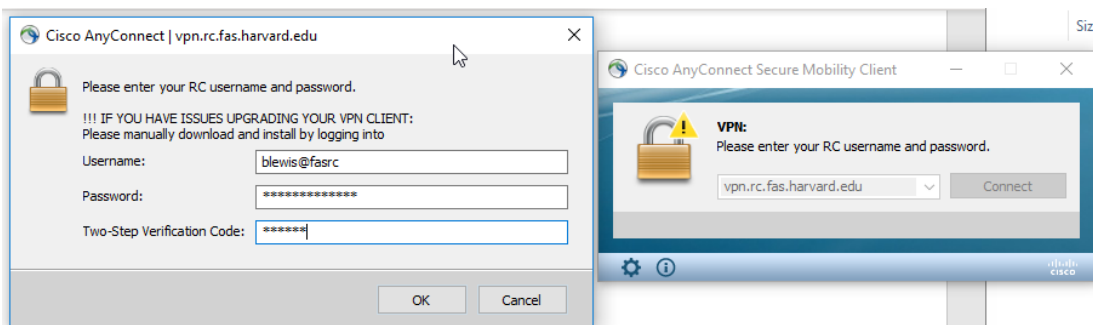 Cisco AnyConnect | vpn.rc.fas.harvard.edu
Please enter your RC username and password.
!!! IF YOU HAVE ISSUES UPGRADING YOUR VPN CLIENT:
Please manually download and install by logging into
Username: blewis@fasrc
Password: *************
Two-Step Verification Code: ******
OK Cancel
Siz
Cisco AnyConnect Secure Mobility Client
VPN:
Please enter your RC username and password.
vpn.rc.fas.harvard.edu Connect
CISCO